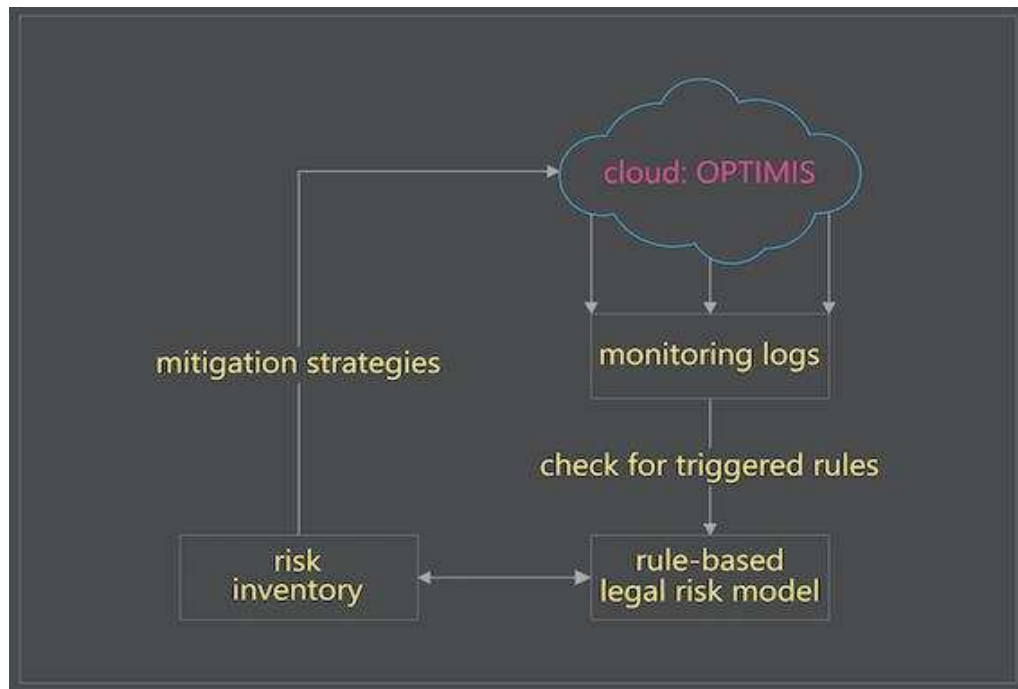 cloud: OPTIMIS
monitoring logs
mitigation strategies
check for triggered rules
risk
inventory
rule-based
legal risk model